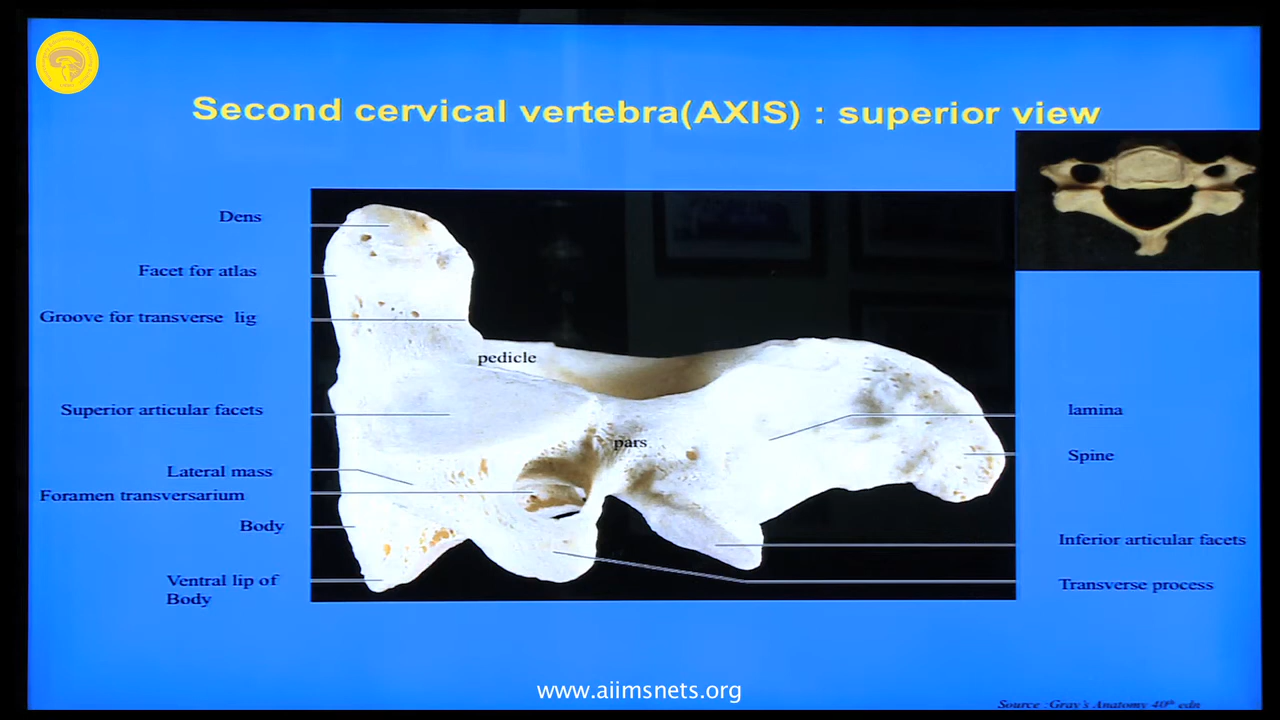 Second cervical vertebra(AXIS) : superior view
Dens
Facet for atlas
Groove for transverse lig
pedicle
Superior articular facets
pars
lamina
Lateral mass
Spine
Foramen transversarium
Body
Inferior articular facets
Ventral lip of
Body
Transverse process
www.aiimsnets.org
Source :Gray's Anatomy 40th edn